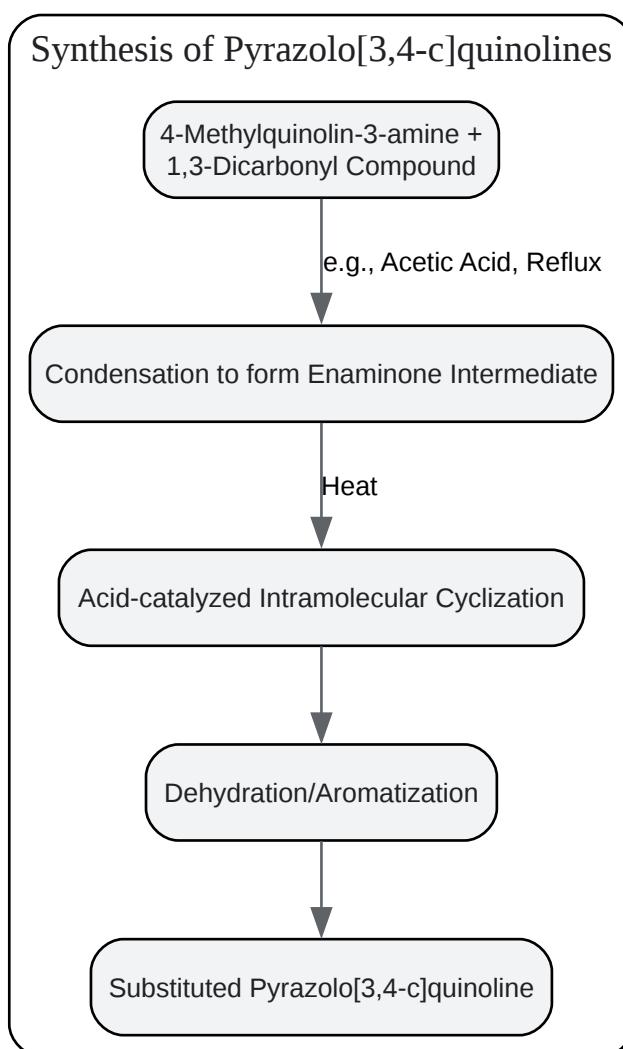 Synthesis of Pyrazolo[3,4-c]quinolines
4-Methylquinolin-3-amine +
1,3-Dicarbonyl Compound
e.g., Acetic Acid, Reflux
Condensation to form Enaminone Intermediate
Heat
Acid-catalyzed Intramolecular Cyclization
Dehydration/Aromatization
Substituted Pyrazolo[3,4-c]quinoline